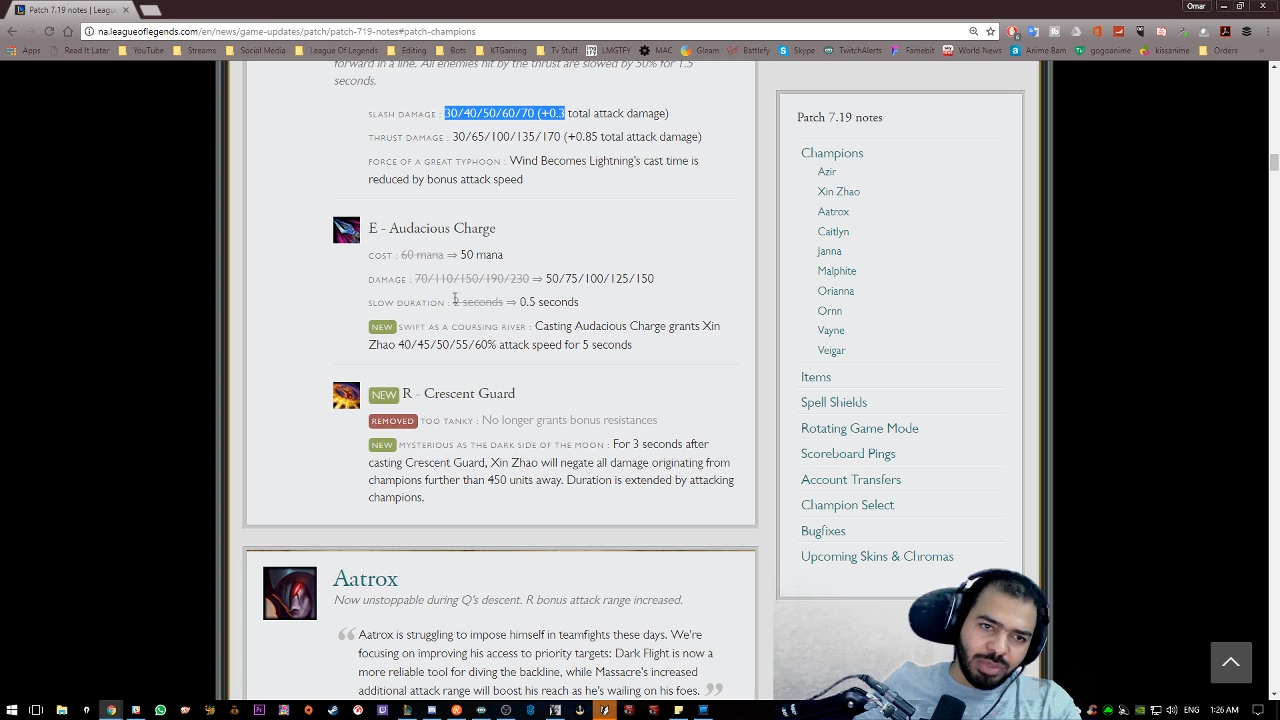 Patch 7.19 notes | Leagu
Omar
na.leagueoflegends.com/en/news/game-updates/patch/patch-719-notes#patch-champions
Apps Read It Later YouTube Streams Social Media League Of Legends Editing Bots KTGaming Tv Stuff LMGTFY MAC Gleam Battlefy Skype TwitchAlerts Famebit World News Anime Bam gogoanime kissanime Orders
forward in a line. All enemies hit by the thrust are slowed by 50% for 1.5
seconds.
SLASH DAMAGE : 30/40/50/60/70 (+0.3 total attack damage)
THRUST DAMAGE : 30/65/100/135/170 (+0.85 total attack damage)
FORCE OF A GREAT TYPHOON : Wind Becomes Lightning's cast time is
reduced by bonus attack speed
E - Audacious Charge
COST : 60 mana ⇒ 50 mana
DAMAGE : 70/110/150/190/230 ⇒ 50/75/100/125/150
SLOW DURATION : 2 seconds ⇒ 0.5 seconds
NEW SWIFT AS A COURSING RIVER : Casting Audacious Charge grants Xin
Zhao 40/45/50/55/60% attack speed for 5 seconds
NEW R - Crescent Guard
REMOVED TOO TANKY : No longer grants bonus resistances
NEW MYSTERIOUS AS THE DARK SIDE OF THE MOON : For 3 seconds after
casting Crescent Guard, Xin Zhao will negate all damage originating from
champions further than 450 units away. Duration is extended by attacking
champions.
Aatrox
Now unstoppable during Q's descent. R bonus attack range increased.
“ Aatrox is struggling to impose himself in teamfights these days. We're
focusing on improving his access to priority targets: Dark Flight is now a
more reliable tool for diving the backline, while Massacre's increased
additional attack range will boost his reach as he's wailing on his foes. ”
Patch 7.19 notes
Champions
Azir
Xin Zhao
Aatrox
Caitlyn
Janna
Malphite
Orianna
Ornn
Vayne
Veigar
Items
Spell Shields
Rotating Game Mode
Scoreboard Pings
Account Transfers
Champion Select
Bugfixes
Upcoming Skins & Chromas
ENG 1:26 AM